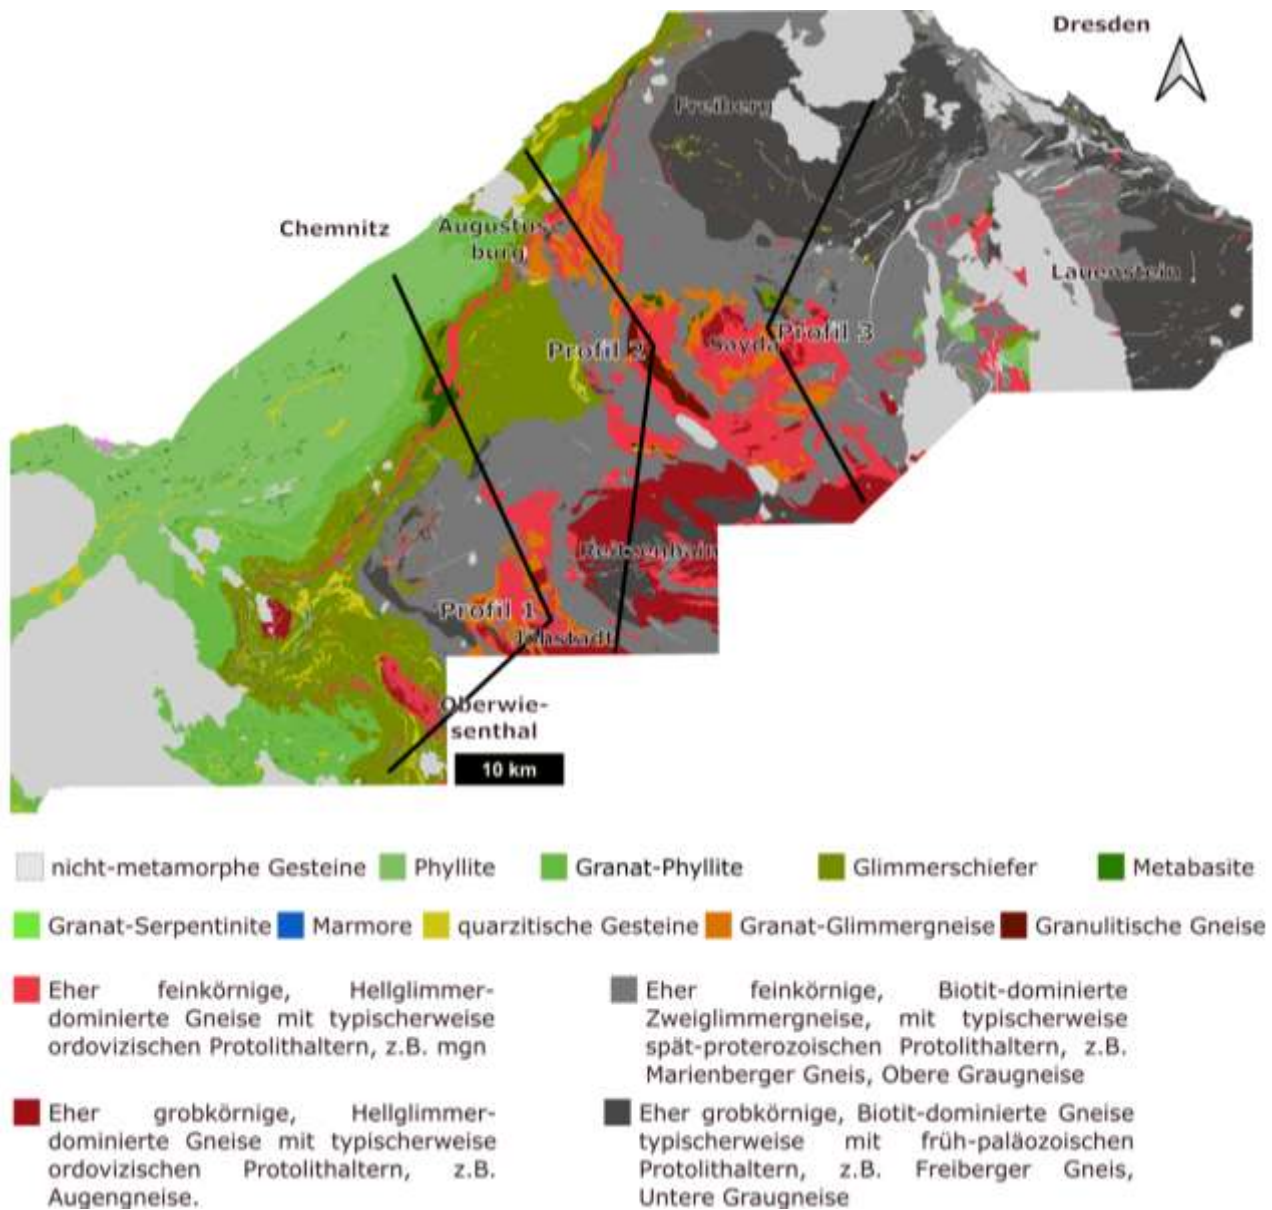 Dresden
Freiberg
Chemnitz
Augustus-
burg
Lauenstein
Profil 2
Sayda
Profil 3
Reitzenhain
Profil 1
Jöhstadt
Oberwie-
senthal
10 km
nicht-metamorphe Gesteine Phyllite Granat-Phyllite Glimmerschiefer Metabasite
Granat-Serpentinite Marmore quarzitische Gesteine Granat-Glimmergneise Granulitische Gneise
Eher feinkörnige, Hellglimmer-
dominierte Gneise mit typischerweise
ordovizischen Protolithaltern, z.B. mgn
Eher feinkörnige, Biotit-dominierte
Zweiglimmergneise, mit typischerweise
spät-proterozoischen Protolithaltern, z.B.
Marienberger Gneis, Obere Graugneise
Eher grobkörnige, Hellglimmer-
dominierte Gneise mit typischerweise
ordovizischen Protolithaltern, z.B.
Augengneise.
Eher grobkörnige, Biotit-dominierte Gneise
typischerweise mit früh-paläozoischen
Protolithaltern, z.B. Freiberger Gneis,
Untere Graugneise